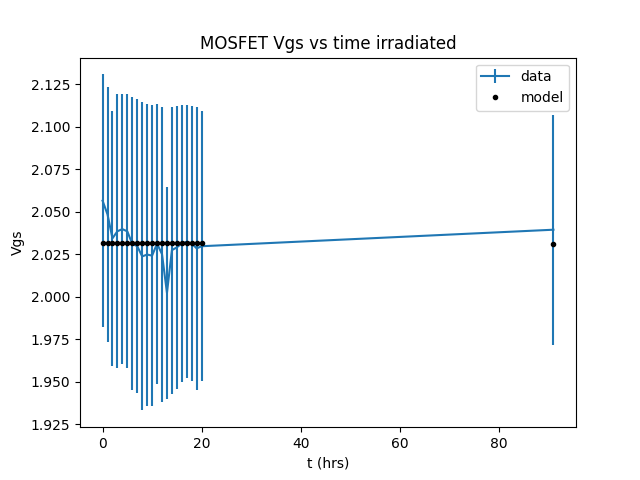 MOSFET Vgs vs time irradiated
data
model
2.125
2.100
2.075
2.050
2.025
2.000
1.975
1.950
1.925
Vgs
0 20 40 60 80
t (hrs)